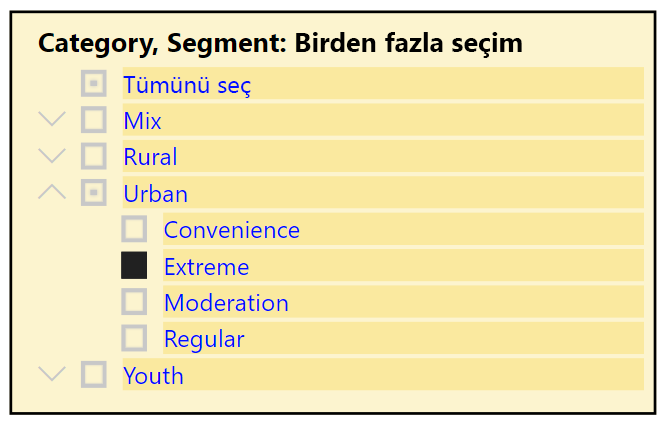 Category, Segment: Birden fazla seçim
Tümünü seç
Mix
Rural
Urban
Convenience
Extreme
Moderation
Regular
Youth